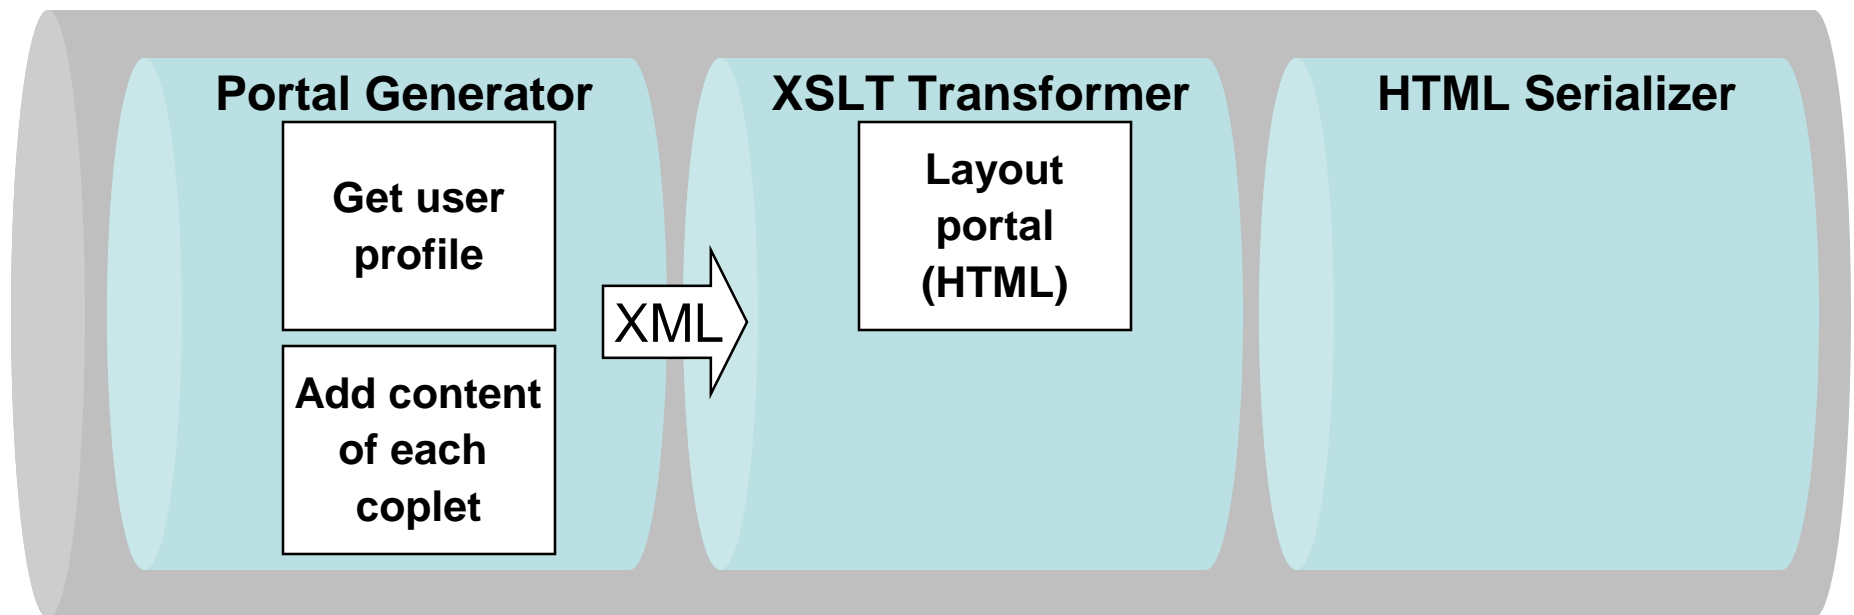 Portal Generator
Get user
profile
Add content
of each
coplet
XML
XSLT Transformer
Layout
portal
(HTML)
HTML Serializer